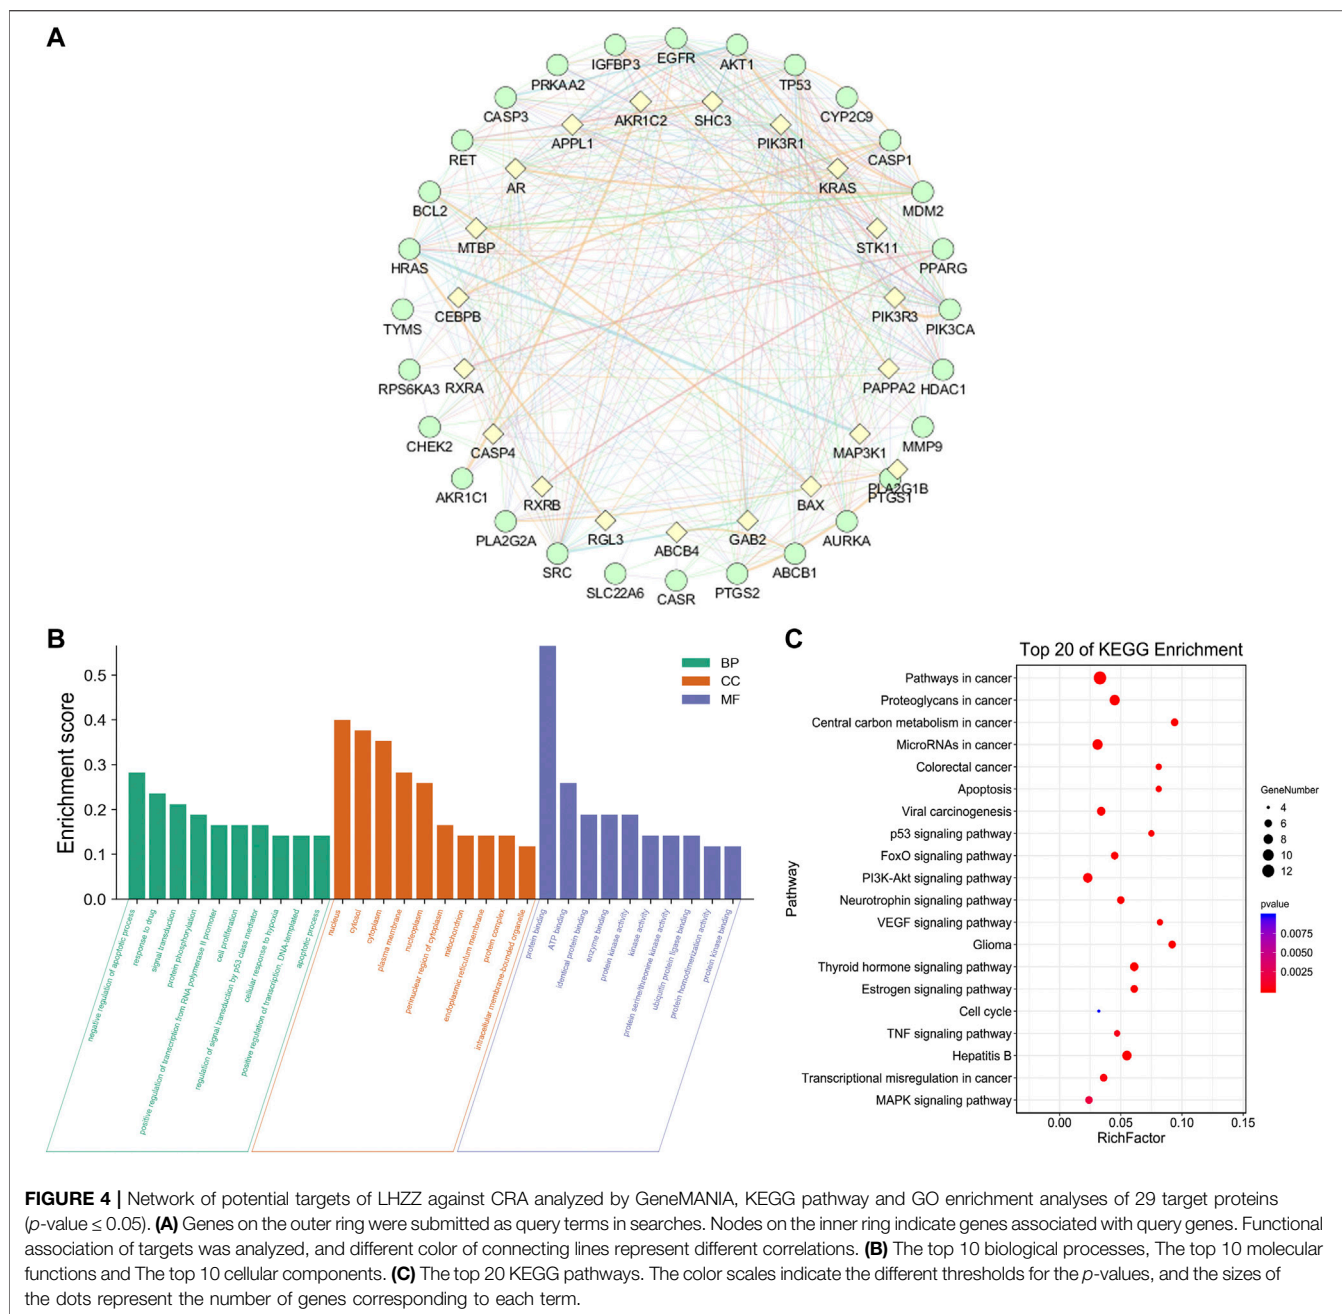 A
EGFR
IGFBP3
AKT1
PRKAA2
TP53
CASP3
AKR1C2
SHC3
CYP2C9
RET
APPL1
PIK3R1
CASP1
AR
KRAS
BCL2
MDM2
MTBP
STK11
HRAS
PPARG
CEBPB
PIK3R3
TYMS
PIK3CA
RPS6KA3
RXRA
PAPPA2
HDAC1
CHEK2
CASP4
MAP3K1
MMP9
AKR1C1
RXRB
BAX
PLA2G1B
PTGS1
PLA2G2A
RGL3
ABCB4
GAB2
AURKA
SRC
ABCB1
SLC22A6
CASR
PTGS2
B
Enrichment score
0.5
0.4
0.3
0.2
0.1
0.0
BP
CC
MF
negative regulation of apoptotic process
response to drug
signal transduction
protein phosphorylation
positive regulation of transcription from RNA polymerase II promoter
cell proliferation
regulation of signal transduction by p53 class mediator
cellular response to hypoxia
positive regulation of transcription, DNA-templated
apoptotic process
nucleus
cytosol
cytoplasm
plasma membrane
nucleoplasm
perinuclear region of cytoplasm
mitochondrion
endoplasmic reticulum membrane
protein complex
intracellular membrane-bounded organelle
protein binding
ATP binding
identical protein binding
enzyme binding
protein kinase activity
kinase activity
protein serine/threonine kinase activity
ubiquitin protein ligase binding
protein homodimerization activity
protein kinase binding
C
Top 20 of KEGG Enrichment
Pathway
Pathways in cancer
Proteoglycans in cancer
Central carbon metabolism in cancer
MicroRNAs in cancer
Colorectal cancer
Apoptosis
Viral carcinogenesis
p53 signaling pathway
FoxO signaling pathway
PI3K-Akt signaling pathway
Neurotrophin signaling pathway
VEGF signaling pathway
Glioma
Thyroid hormone signaling pathway
Estrogen signaling pathway
Cell cycle
TNF signaling pathway
Hepatitis B
Transcriptional misregulation in cancer
MAPK signaling pathway
0.00 0.05 0.10 0.15
RichFactor
GeneNumber
4
6
8
10
12
pvalue
0.0075
0.0050
0.0025
FIGURE 4 | Network of potential targets of LHZZ against CRA analyzed by GeneMANIA, KEGG pathway and GO enrichment analyses of 29 target proteins
(p-value ≤ 0.05). (A) Genes on the outer ring were submitted as query terms in searches. Nodes on the inner ring indicate genes associated with query genes. Functional
association of targets was analyzed, and different color of connecting lines represent different correlations. (B) The top 10 biological processes, The top 10 molecular
functions and The top 10 cellular components. (C) The top 20 KEGG pathways. The color scales indicate the different thresholds for the p-values, and the sizes of
the dots represent the number of genes corresponding to each term.